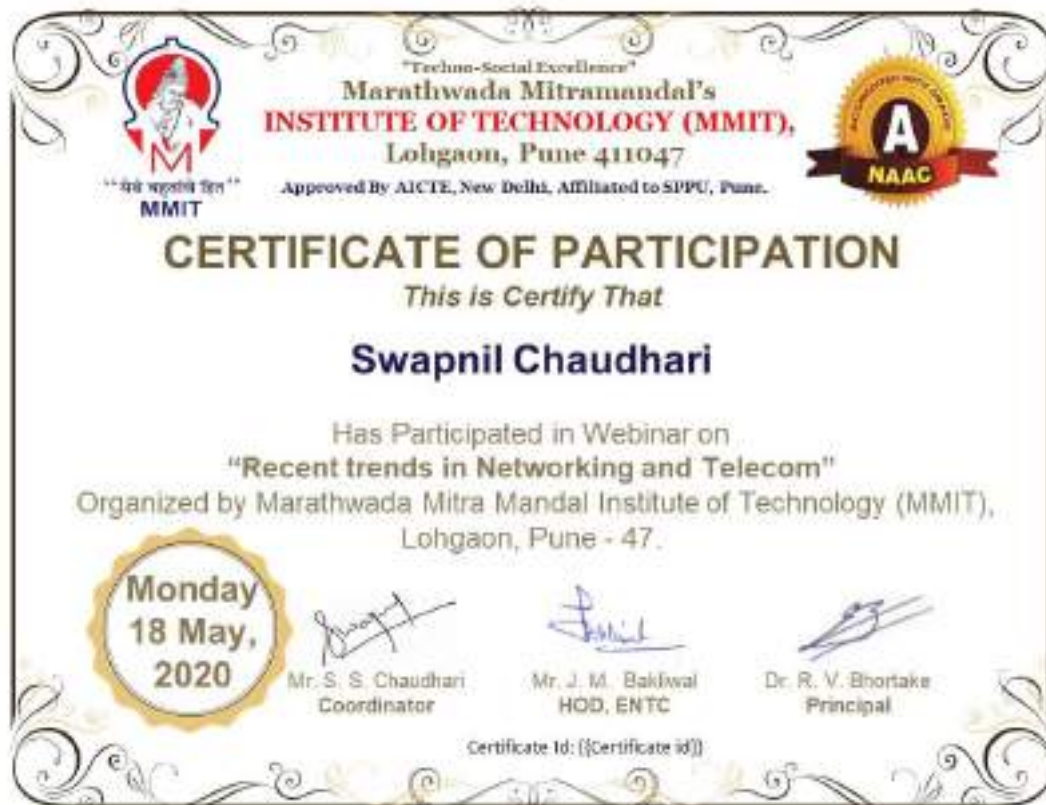 "Techno-Social Excellence"
Marathwada Mitramandal's
INSTITUTE OF TECHNOLOGY (MMIT),
Lohgaon, Pune 411047
Approved By AICTE, New Delhi, Affiliated to SPPU, Pune.
M
MMIT
A
NAAC
CERTIFICATE OF PARTICIPATION
This is Certify That
Swapnil Chaudhari
Has Participated in Webinar on
“Recent trends in Networking and Telecom”
Organized by Marathwada Mitra Mandal Institute of Technology (MMIT),
Lohgaon, Pune - 47.
Monday
18 May,
2020
Mr. S. S. Chaudhari
Coordinator
Mr. J. M. Bakliwal
HOD, ENTC
Dr. R. V. Bhortake
Principal
Certificate Id: {{Certificate id}}